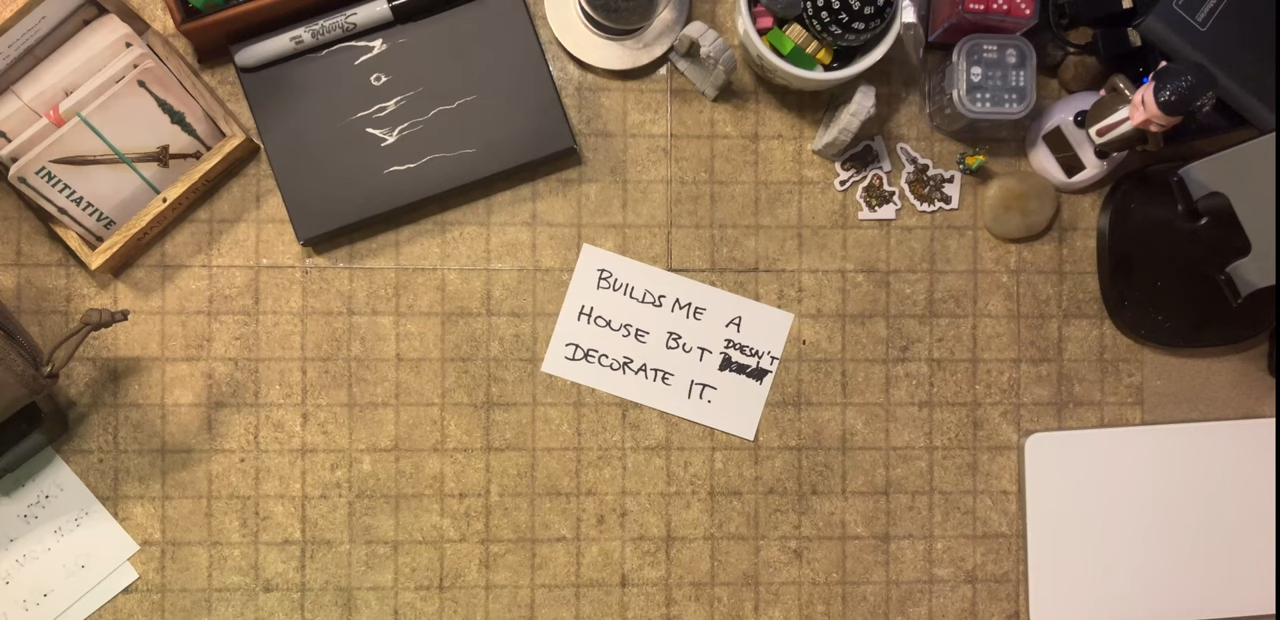 INITIATIVE
Sharpie
BUILDS ME A
HOUSE BUT DOESN'T
DECORATE IT.